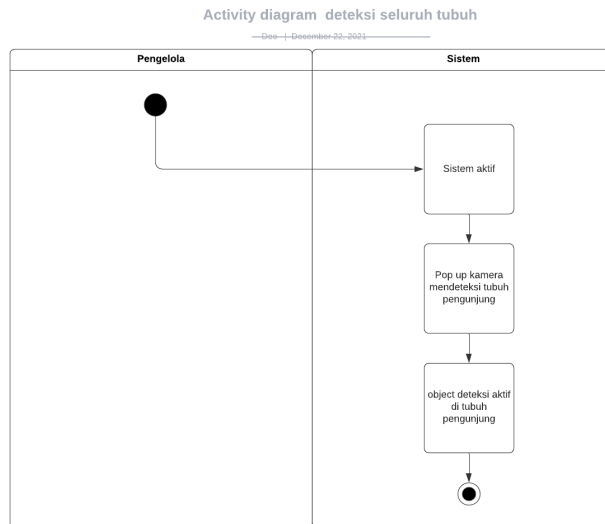 Activity diagram deteksi seluruh tubuh
Deo | December 22, 2021
Pengelola
Sistem
Sistem aktif
Pop up kamera
mendeteksi tubuh
pengunjung
object deteksi aktif
di tubuh
pengunjung